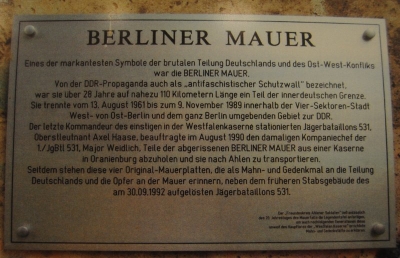 BERLINER MAUER
Eines der markantesten Symbole der brutalen Teilung Deutschlands und des Ost-West-Konfliks
war die BERLINER MAUER.
Von der DDR-Propaganda auch als „antifaschistischer Schutzwall" bezeichnet,
war sie über 28 Jahre auf nahezu 110 Kilometern Länge ein Teil der innerdeutschen Grenze.
Sie trennte vom 13. August 1961 bis zum 9. November 1989 innerhalb der Vier-Sektoren-Stadt
West- von Ost-Berlin und dem ganz Berlin umgebenden Gebiet zur DDR.
Der letzte Kommandeur des einstigen in der Westfalenkaserne stationierten Jägerbataillons 531,
Oberstleutnant Axel Haase, beauftragte im August 1990 den damaligen Kompaniechef der
1./JgBtl 531, Major Weidlich, Teile der abgerissenen BERLINER MAUER aus einer Kaserne
in Oranienburg abzuholen und sie nach Ahlen zu transportieren.
Seitdem stehen diese vier Original-Mauerplatten, die als Mahn- und Gedenkmal an die Teilung
Deutschlands und die Opfer an der Mauer erinnern, neben dem früheren Stabsgebäude des
am 30.09.1992 aufgelösten Jägerbataillons 531.